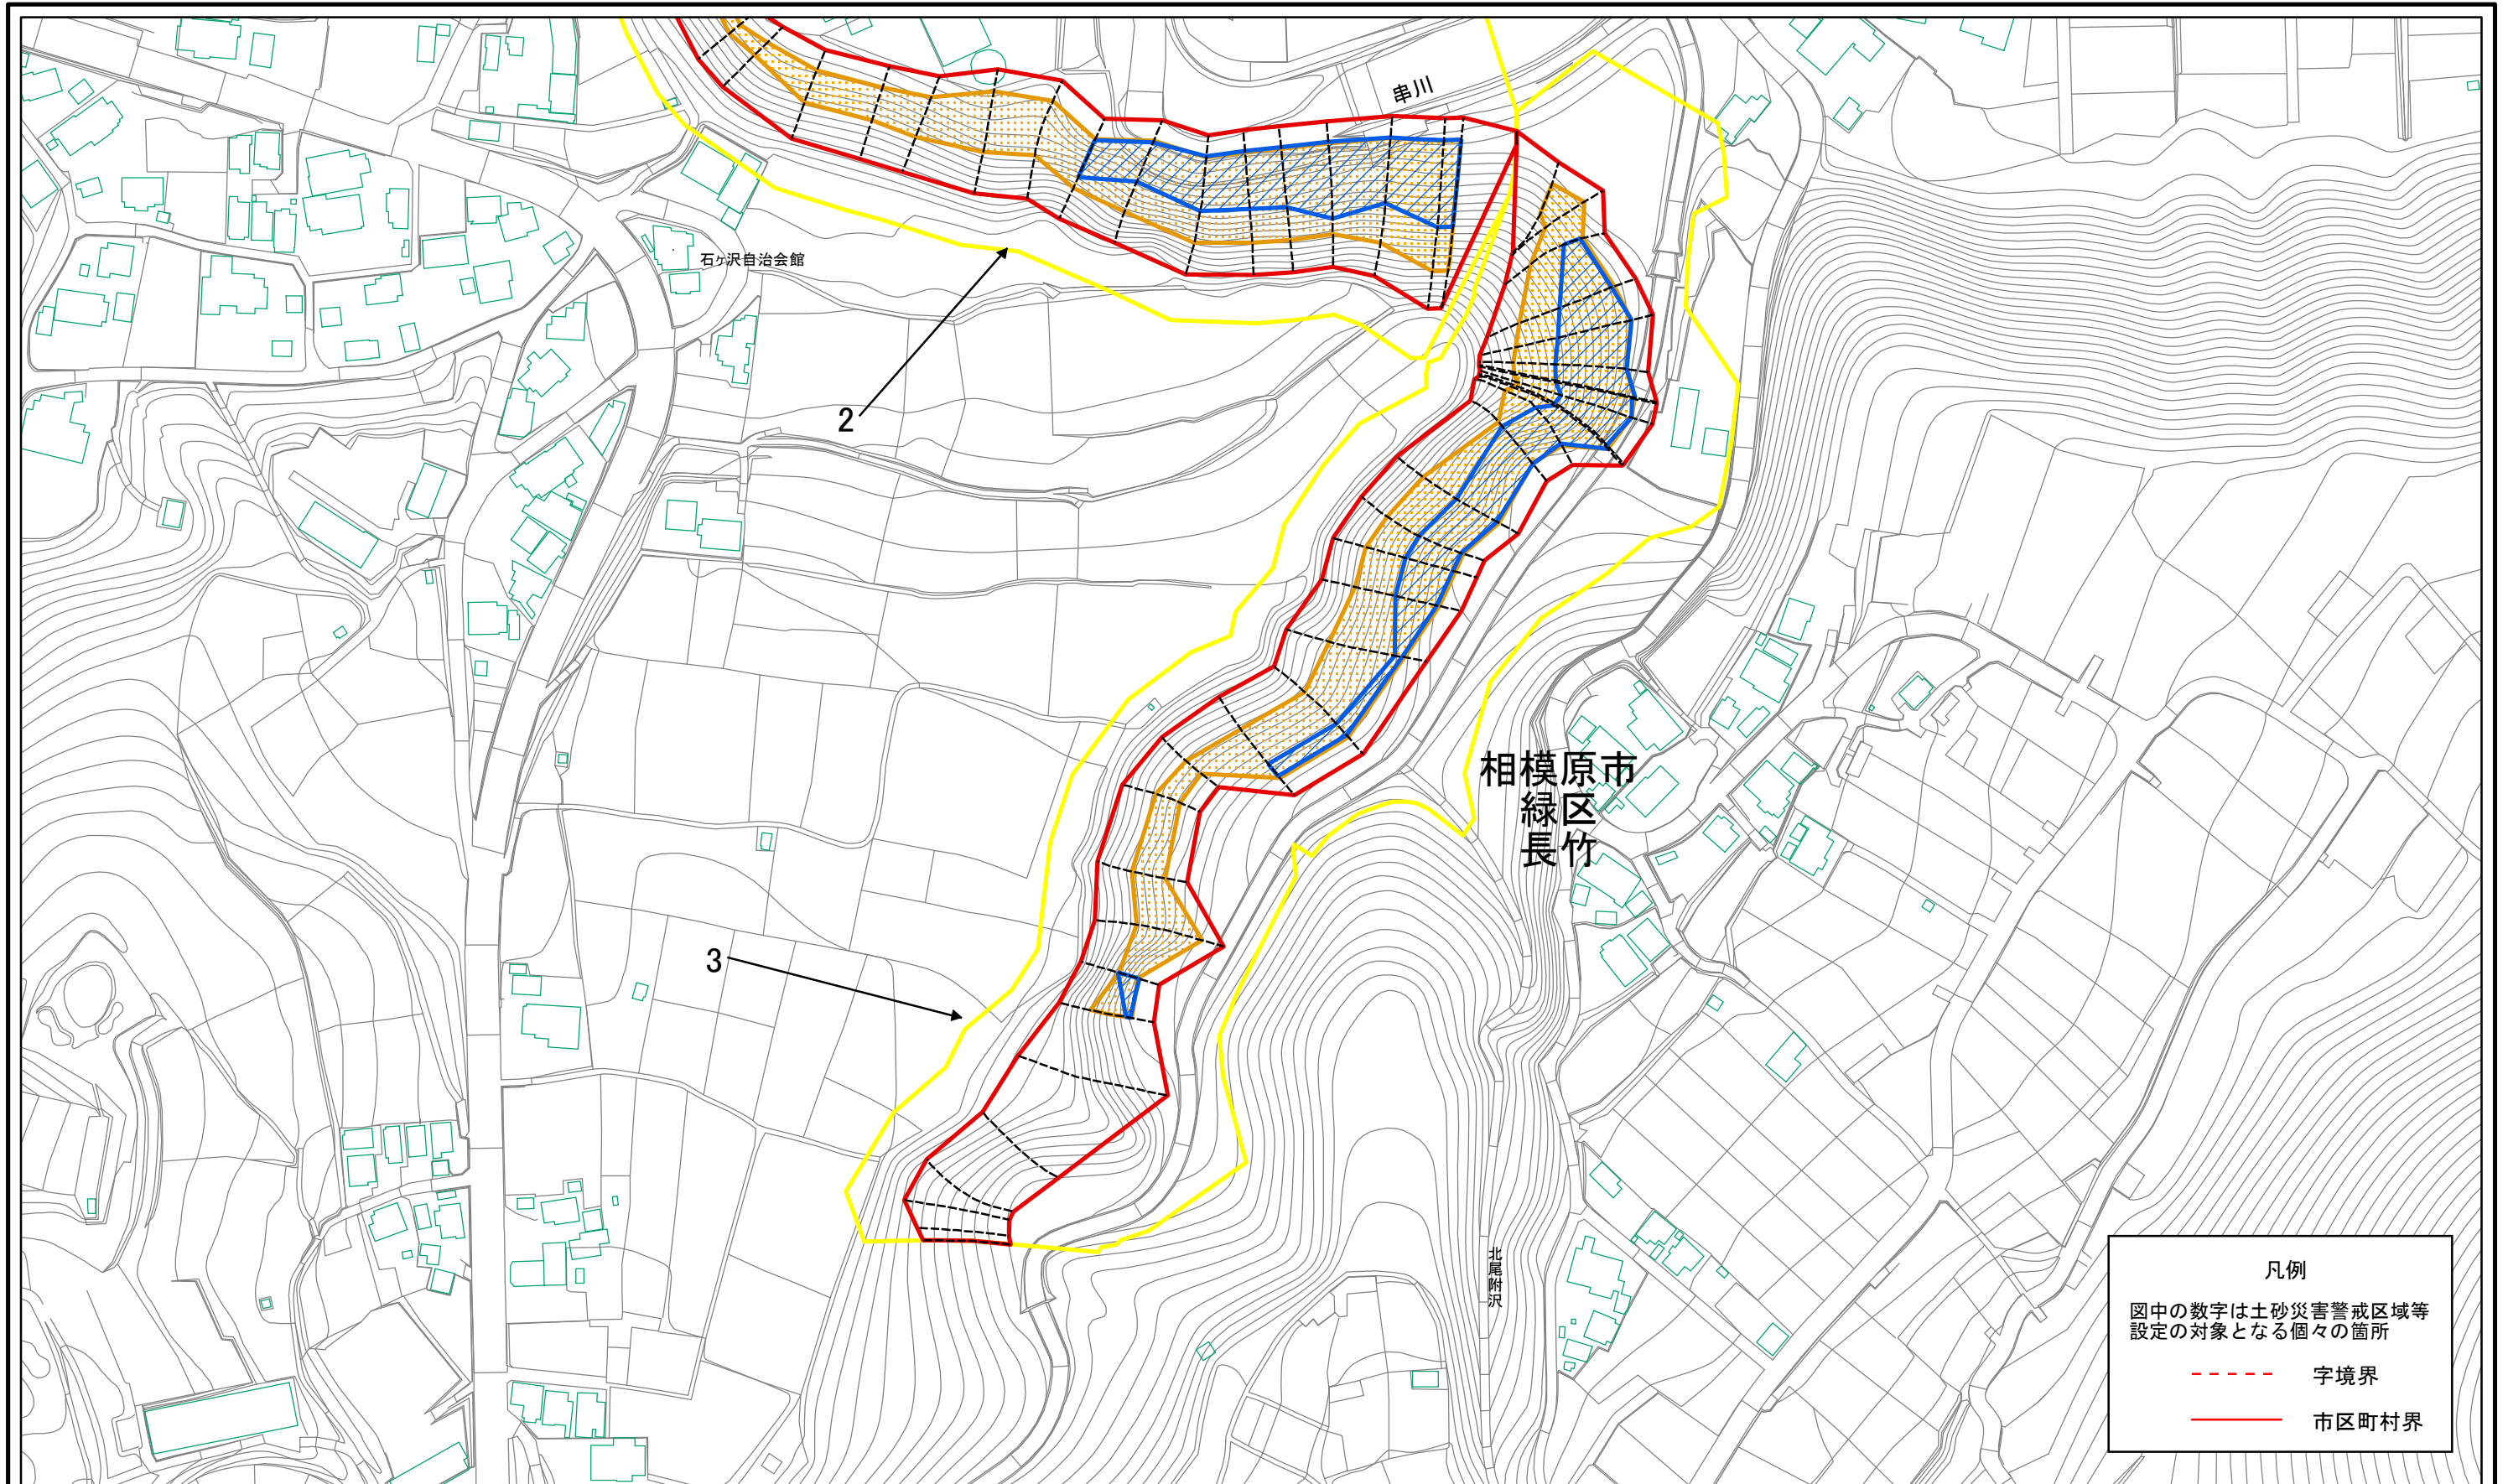 串川
石ヶ沢自治会館
2
相模原市
緑区
長竹
3
北尾附沢
凡例
図中の数字は土砂災害警戒区域等
設定の対象となる個々の箇所
字境界
市区町村界